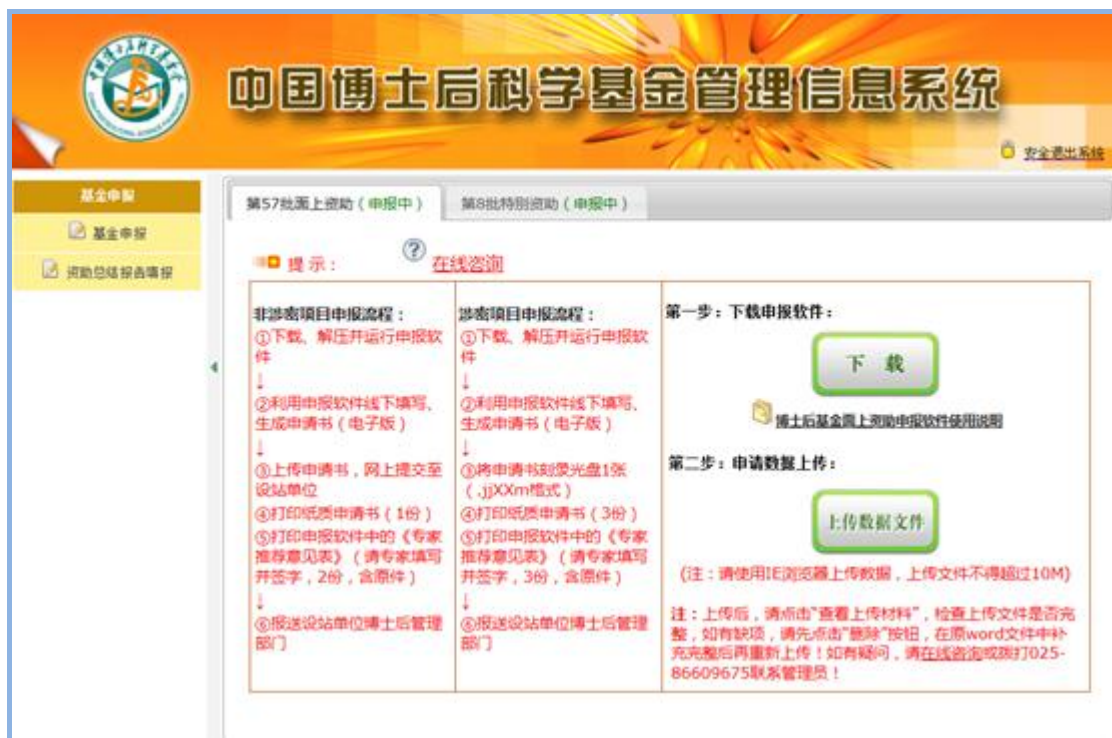 中国博士后科学基金管理信息系统
安全退出系统
基金申报
基金申报
资助总结报告填报
第57批面上资助(申报中)
第8批特别资助(申报中)
提示:
在线咨询
非涉密项目申报流程:
①下载、解压并运行申报软
件
↓
②利用申报软件线下填写、
生成申请书(电子版)
↓
③上传申请书,网上提交至
设站单位
④打印纸质申请书(1份)
⑤打印申报软件中的《专家
推荐意见表》(请专家填写
并签字,2份,含原件)
↓
⑥报送设站单位博士后管理
部门
涉密项目申报流程:
①下载、解压并运行申报软
件
↓
②利用申报软件线下填写、
生成申请书(电子版)
↓
③将申请书刻录光盘1张
(.jjXXm格式)
④打印纸质申请书(3份)
⑤打印申报软件中的《专家
推荐意见表》(请专家填写
并签字,3份,含原件)
↓
⑥报送设站单位博士后管理
部门
第一步:下载申报软件:
下 载
博士后基金面上资助申报软件使用说明
第二步:申请数据上传:
上传数据文件
(注:请使用IE浏览器上传数据,上传文件不得超过10M)
注:上传后,请点击"查看上传材料",检查上传文件是否完
整,如有缺项,请先点击"删除"按钮,在原word文件中补
充完整后再重新上传!如有疑问,请在线咨询或拨打025-
86609675联系管理员!